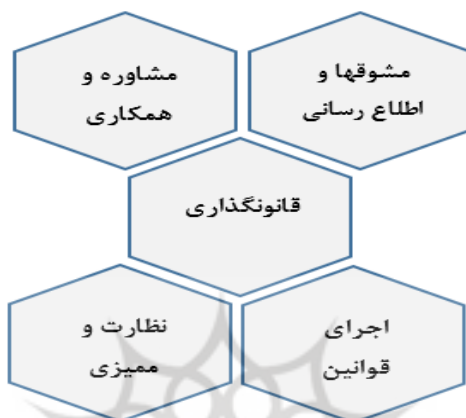 مشوقها و
اطلاع رسانی
مشاوره و
همکاری
قانونگذاری
اجرای
قوانین
نظارت و
ممیزی